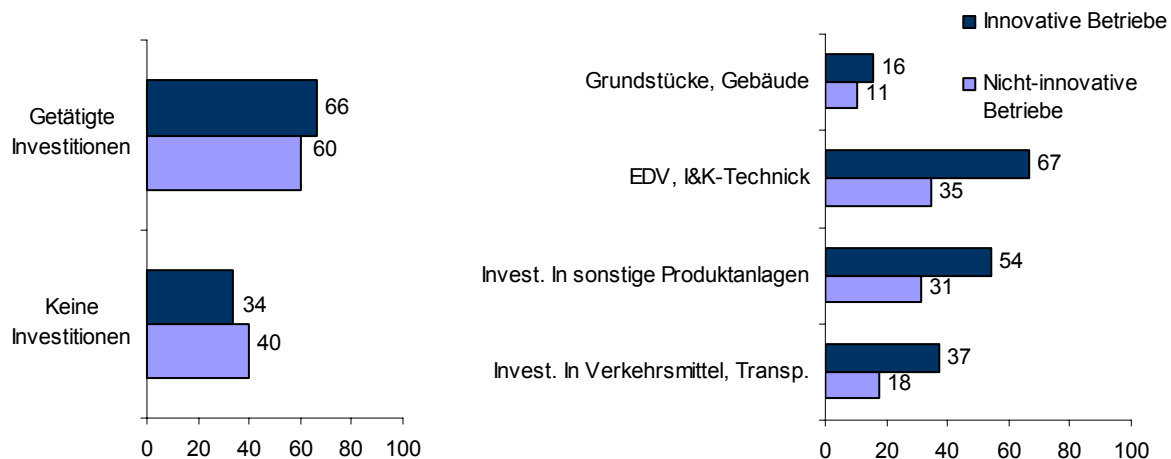 Getätigte
Investitionen
66
60
Keine
Investitionen
34
40
0 20 40 60 80 100
Innovative Betriebe
Nicht-innovative
Betriebe
Grundstücke, Gebäude
16
11
EDV, I&K-Technick
67
35
Invest. In sonstige Produktanlagen
54
31
Invest. In Verkehrsmittel, Transp.
37
18
0 20 40 60 80 100